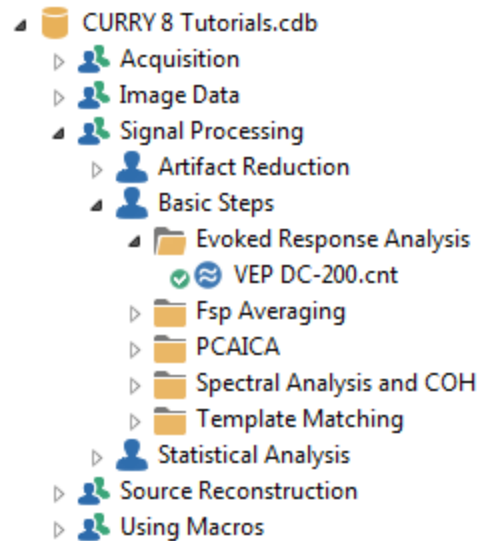 CURRY 8 Tutorials.cdb
Acquisition
Image Data
Signal Processing
Artifact Reduction
Basic Steps
Evoked Response Analysis
VEP DC-200.cnt
Fsp Averaging
PCAICA
Spectral Analysis and COH
Template Matching
Statistical Analysis
Source Reconstruction
Using Macros